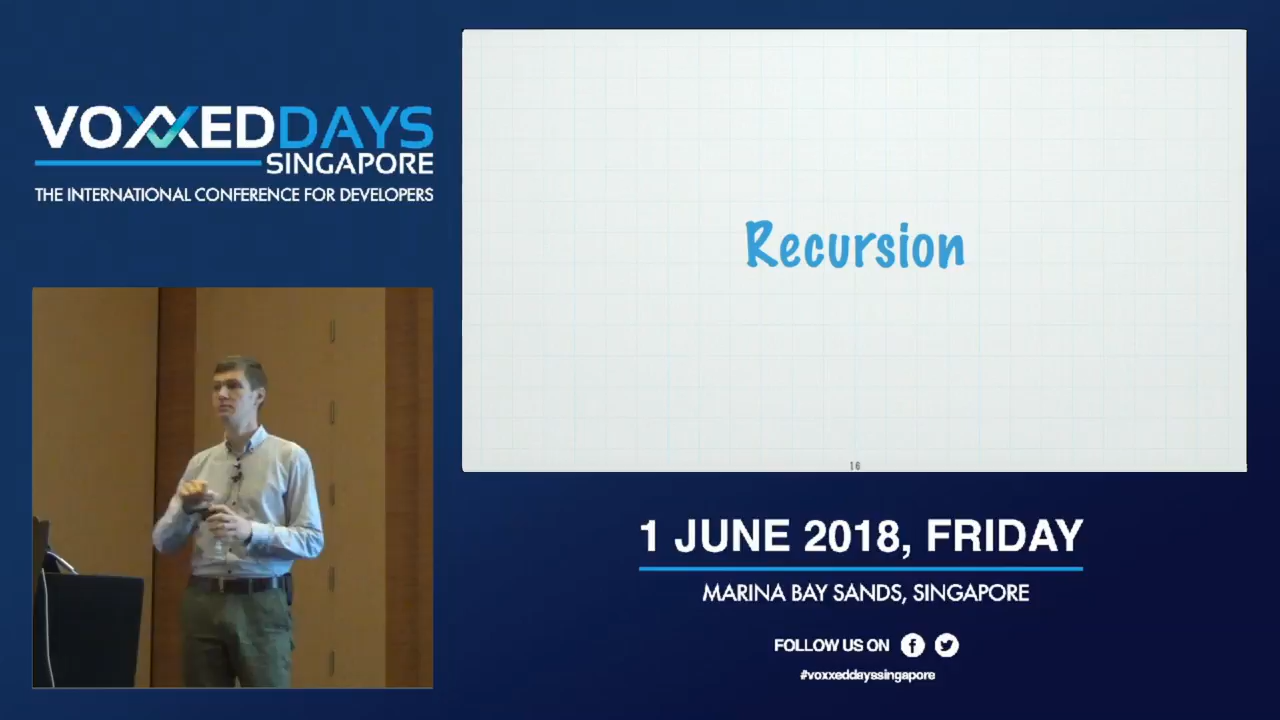 VOXXEDDAYS
SINGAPORE
THE INTERNATIONAL CONFERENCE FOR DEVELOPERS
Recursion
16
1 JUNE 2018, FRIDAY
MARINA BAY SANDS, SINGAPORE
FOLLOW US ON
#voxxeddayssingapore